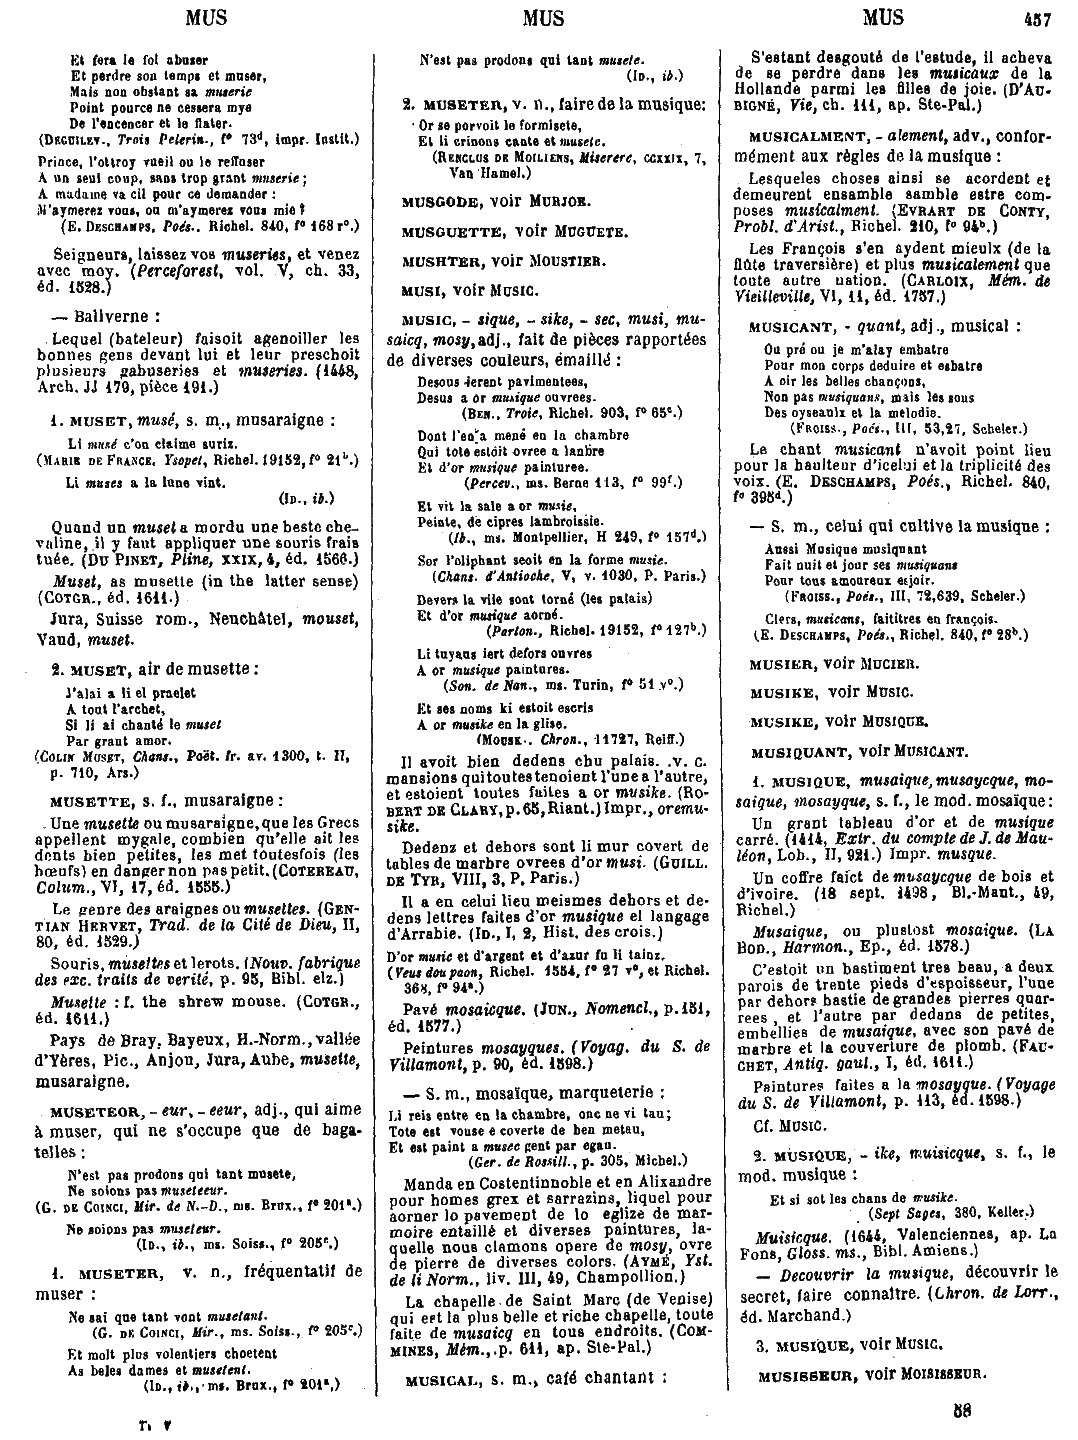 MUS
MUS
MUS 457
Et fera le fol abuser
Et perdre son temps et muser,
Mais non obstant sa muserie
Point pource ne cessera mye
De l'encencer et le flater.
(DEGUILEV., Trois Pelerin., f° 73d, impr. Instit.)
Prince, l'ottroy vueil ou le reffuser
A un seul coup, sans trop grant muserie;
A madame va cil pour ce demander :
M'aymerez vous, ou m'aymerez vous mie ?
(E. DESCHAMPS, Poés.. Richel. 840, f° 168 r°.)
Seigneurs, laissez vos museries, et venez
avec moy. (Perceforest, vol. V, ch. 33,
éd. 1528.)
— Baliverne :
Lequel (bateleur) faisoit agenoiller les
bonnes gens devant lui et leur preschoit
plusieurs gabuseries et museries. (1448,
Arch. JJ 179, pièce 191.)
1. MUSET, musé, s. m., musaraigne :
Li musé c'on claime suriz.
(MARIE DE FRANCE, Ysopet, Richel. 19152, f° 21b.)
Li muses a la lune vint.
(ID., ib.)
Quand un muset a mordu une beste che-
valine, il y faut appliquer une souris frais
tuée. (DU PINET, Pline, XXIX, 4, éd. 1566.)
Muset, as musette (in the latter sense)
(COTGR., éd. 1611.)
Jura, Suisse rom., Neuchâtel, mouset,
Vaud, muset.
2. MUSET, air de musette :
J'alai a li el praelet
A tout l'archet,
Si li ai chanté le muset
Par grant amor.
(COLIN MUSET, Chans., Poët. fr. av. 1300, t. II,
p. 710, Ars.)
MUSETTE, s. f., musaraigne :
Une musette ou musaraigne, que les Grecs
appellent mygale, combien qu'elle ait les
dents bien petites, les met toutesfois (les
hœufs) en danger non pas petit. (COTEREAU,
Colum., VI, 17, éd. 1555.)
Le genre des araignes ou musettes. (GEN-
TIAN HERVET, Trad. de la Cité de Dieu, II,
80, éd. 1529.)
Souris, musettes et lerots. (Nouv. fabrique
des exc. traits de verité, p. 95, Bibl. elz.)
Musette : f. the shrew mouse. (COTGR.,
éd. 1611.)
Pays de Bray, Bayeux, H.-Norm., vallée
d'Yères, Pic., Anjou, Jura, Aube, musette,
musaraigne.
MUSETEOR, - eur, - eeur, adj., qui aime
à muser, qui ne s'occupe que de baga-
telles :
N'est pas prodons qui tant musete,
Ne soions pas museteeur.
(G. DE COINCI, Mir. de N.-D., ms. Brux., f° 201a.)
Ne soions pas museteur.
(ID., ib., ms. Soiss., f° 205c.)
1. MUSETER, v. n., fréquentatif de
muser :
Ne sai que tant vont musetant.
(G. DE COINCI, Mir., ms. Soiss., f° 205c.)
Et molt plus volentiers choetent
As beles dames et musetent.
(ID., ib., ms. Brux., f° 201a.)
T. V
N'est pas prodons qui tant musete.
(ID., ib.)
2. MUSETER, v. n., faire de la musique:
Or se porvoit le formisete,
Et li crinons cante et musete.
(RENCLUS DE MOILIENS, Miserere, CCXXIX, 7,
Van Hamel.)
MUSGODE, voir MURJOE.
MUSGUETTE, voir MUGUETE.
MUSHTER, voir MOUSTIER.
MUSI, voir MUSIC.
MUSIC, - sique, - sike, - sec, musi, mu-
saicq, mosy, adj., fait de pièces rapportées
de diverses couleurs, émaillé :
Desous ierent pavimentees,
Desus a or musique ouvrees.
(BEN., Troie, Richel. 903, f° 65c.)
Dont l'en a mené en la chambre
Qui tote estoit ovree a lanbre
Et d'or musique painturee.
(Percev., ms. Berne 113, f° 99f.)
Et vit la sale a or musie,
Peinte, de cipres lambroissie.
(Ib., ms. Montpellier, H 249, f° 157d.)
Sor l'oliphant seoit en la forme musie.
(Chans. d'Antioche, V, v. 1030, P. Paris.)
Devers la vile sont torné (les palais)
Et d'or musique aorné.
(Parton., Richel. 19152, f° 127b.)
Li tuyaus iert defors ouvres
A or musique paintures.
(Son. de Nan., ms. Turin, f° 51 v°.)
Et ses noms ki estoit escris
A or musike en la glise.
(MOUSK., Chron., 11727, Reiff.)
Il avoit bien dedens chu palais. .v. c.
mansions qui toutes tenoient l'une a l'autre,
et estoient toutes faites a or musike. (RO-
BERT DE CLARY, p. 65, Riant.) Impr., oremu-
sike.
Dedenz et dehors sont li mur covert de
tables de marbre ovrees d'or musi. (GUILL.
DE TYR, VIII, 3, P. Paris.)
Il a en celui lieu meismes dehors et de-
dens lettres faites d'or musique el langage
d'Arrabie. (ID., I, 2, Hist. des crois.)
D'or music et d'argent et d'azur fu li tainz.
(Veus dou paon, Richel. 1554, f° 27 v°, et Richel.
368, f° 94a.)
Pavé mosaicque. (JUN., Nomencl., p. 151,
éd. 1577.)
Peintures mosayques. (Voyag. du S. de
Villamont, p. 90, éd. 1598.)
— S. m., mosaïque, marqueterie :
Li reis entre en la chambre, onc ne vi tau;
Tote est vouse e coverte de ben metau,
Et est paint a musec gent par egau.
(Ger. de Rossill., p. 305, Michel.)
Manda en Costentinnoble et en Alixandre
pour homes grex et sarrazins, liquel pour
aorner lo pavement de lo eglize de mar-
moire entaillé et diverses paintures, la-
quelle nous clamons opere de mosy, ovre
de pierre de diverses colors. (AYMÉ, Yst.
de li Norm., liv. III, 49, Champollion.)
La chapelle de Saint Marc (de Venise)
qui est la plus belle et riche chapelle, toute
faite de musaicq en tous endroits. (COM-
MINES, Mém., p. 611, ap. Ste-Pal.)
MUSICAL, s. m., café chantant :
S'estant desgouté de l'estude, il acheva
de se perdre dans les musicaux de la
Hollande parmi les filles de joie. (D'AU-
BIGNÉ, Vie, ch. III, ap. Ste-Pal.)
MUSICALMENT, - alement, adv., confor-
mément aux règles de la musique :
Lesqueles choses ainsi se acordent et
demeurent ensamble samble estre com-
poses musicalment. (EVRART DE CONTY,
Probl. d'Arist., Richel. 210, f° 94b.)
Les François s'en aydent mieulx (de la
flûte traversière) et plus musicalement que
toute autre nation. (CARLOIX, Mém. de
Vieilleville, VI, 11, éd. 1757.)
MUSICANT, - quant, adj., musical :
Ou pré ou je m'alay embatre
Pour mon corps deduire et esbatre
A oir les belles chançons,
Non pas musiquans, mais les sous
Des oyseaulx et la melodie.
(FROISS., Poés., III, 53,27, Scheler.)
Le chant musicant n'avoit point lieu
pour la haulteur d'icelui et la triplicité des
voix. (E. DESCHAMPS, Poés., Richel. 840,
f° 395d.)
— S. m., celui qui cultive la musique :
Aussi Musique musiquant
Fait nuit et jour ses musiquans
Pour tous amoureux esjoir.
(FROISS., Poés., III, 72,639, Scheler.)
Clers, musicans, faititres en françois.
(E. DESCHAMPS, Poés., Richel. 840, f° 28b.)
MUSIER, voir MUCIER.
MUSIKE, voir MUSIC.
MUSIKE, voir MUSIQUE.
MUSIQUANT, voir MUSICANT.
1. MUSIQUE, musaique, musaycque, mo-
saique, mosayque, s. f., le mod. mosaïque:
Un grant tableau d'or et de musique
carré. (1414, Extr. du compte de J. de Mau-
léon, Lob., II, 921.) Impr. musque.
Un coffre faict de musaycque de bois et
d'ivoire. (18 sept. 1498, Bl.-Mant., 49,
Richel.)
Musaique, ou plustost mosaique. (LA
BOD., Harmon., Ep., éd. 1578.)
C'estoit un bastiment tres beau, a deux
parois de trente pieds d'espoisseur, l'une
par dehors bastie de grandes pierres quar-
rees, et l'autre par dedans de petites,
embellies de musaique, avec son pavé de
marbre et la couverture de plomb. (FAU-
CHET, Antiq. gaul., I, éd. 1611.)
Peintures faites a la mosayque. (Voyage
du S. de Villamont, p. 113, éd. 1598.)
Cf. MUSIC.
2. MUSIQUE, - ike, muisicque, s. f., le
mod. musique :
Et si sot les chans de musike.
(Sept Sages, 380, Keller.)
Muisicque. (1644, Valenciennes, ap. La
Fons, Gloss. ms., Bibl. Amiens.)
— Decouvrir la musique, découvrir le
secret, faire connaître. (Chron. de Lorr.,
éd. Marchand.)
3. MUSIQUE, voir MUSIC.
MUSISSEUR, voir MOISISSEUR.
58